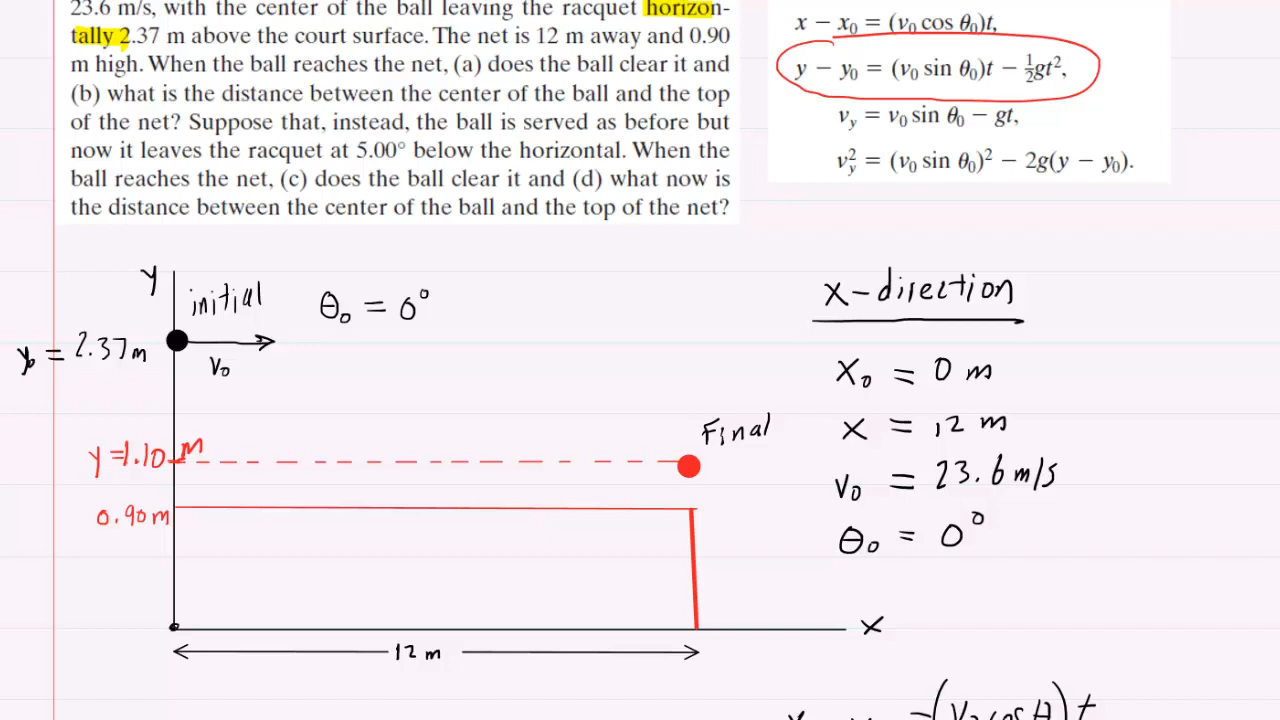 23.6 m/s, with the center of the ball leaving the racquet horizon-
tally 2.37 m above the court surface. The net is 12 m away and 0.90
m high. When the ball reaches the net, (a) does the ball clear it and
(b) what is the distance between the center of the ball and the top
of the net? Suppose that, instead, the ball is served as before but
now it leaves the racquet at 5.00° below the horizontal. When the
ball reaches the net, (c) does the ball clear it and (d) what now is
the distance between the center of the ball and the top of the net?
x − x₀ = (v₀ cos θ₀)t,
y − y₀ = (v₀ sin θ₀)t − ½gt²,
v_y = v₀ sin θ₀ − gt,
v_y² = (v₀ sin θ₀)² − 2g(y − y₀).
y
initial
θ₀ = 0°
y₀ = 2.37m
v₀
Final
y=1.10 m
0.90m
x
12 m
x-direction
x₀ = 0 m
x = 12 m
v₀ = 23.6 m/s
θ₀ = 0°
=(v₀ cos θ) t